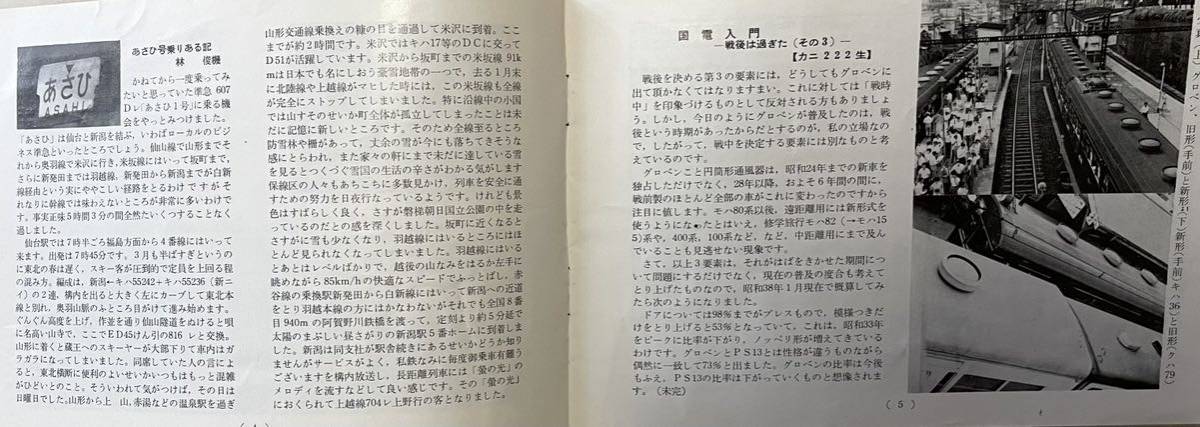 あさひ
ASAHI
あさひ号乗りある記
林 俊機
かねてから一度乗ってみ
たいと思っていた準急 607
Dレ「あさひ1号」に乗る機
会をやっとみつけました。
「あさひ」は仙台と新潟を結ぶ、いわばローカルのビジ
ネス準急といったところでしょう。仙山線で山形までそ
れから奥羽線で米沢に行き、米坂線にはいって坂町まで、
さらに新発田までは羽越線、新発田から新潟までが白新
線経由という実にややこしい経路をとるわけですがそ
れなりに幹線では味わえないところが非常に多いわけで
す。事実正味5時間3分の間全然たいくつすることなく
過しました。
仙台駅では7時半ごろ福島方面から4番線にはいって
来ます。出発は7時45分です。3月も半ばすぎというの
に東北の春は遅く、スキー客が圧倒的で定員を上回る程
の混み方。編成は、新潟←キハ55242+キハ55236（新ニ
イ）の2連、構内を出ると大きく左にカーブして東北本
線と別れ、奥羽山脈のふところ目がけて進み始めます。
ぐんぐん高度を上げ、作並を通り仙山隧道をぬけると唄
に名高い山寺で、ここでED45けん引の816レと交換。
山形に着くと蔵王へのスキーヤーが大部下りて車内はガ
ラガラになってしまいました。同席していた人の言によ
ると、東北横断に便利のよいせいかいつもはもっと混雑
がひどいとのこと。そういわれて気がつけば、その日は
日曜日でした。山形から上 山、赤湯などの温泉駅を過ぎ
山形交通線乗換えの糠の目を通過して米沢に到着。ここ
までが約2時間です。米沢ではキハ17等のDCに交って
D51が活躍しています。米沢から坂町までの米坂線 91k
mは日本でも名にしおう豪雪地帯の一つで、去る1月末
に北陸線や上越線がマヒした時には、この米坂線も全線
が完全にストップしてしまいました。特に沿線中の小国
では山すそのせいか町全体が孤立してしまったことは未
だに記憶に新しいところです。そのため全線至るところ
防雪林や柵があって、丈余の雪が今にも落ちてきそうな
感にとらわれ、また家々の軒にまで未だに達している雪
を見るとつくづく雪国の生活の辛さがわかる気がします
保線区の人々もあちこちに多数見かけ、列車を安全に通
すための努力を日夜行なっているようです。けれども景
色はすばらしく良く、さすが磐梯朝日国立公園の中を走
っているのだとの感を深くしました。坂町に近くなると
さすがに雪も少なくなり、羽越線にはいるところにはほ
とんど見られなくなってしまいました。羽越線にはいる
とあとはレベルばかりで、越後の山なみをはるか左手に
眺めながら85km/hの快適なスピードでふっとばし、赤
谷線の乗換駅新発田から白新線にはいって新潟への近道
をとり羽越本線の方にはかなわないがそれでも全国8番
目940mの阿賀野川鉄橋を渡って、定刻より約5分延で
太陽のまぶしい昼さがりの新潟駅5番ホームに到着しま
した。新潟は同支社が駅舎続きにあるせいかどうか知り
ませんがサービスがよく、私鉄なみに毎度御乗車有難う
ございますを構内放送し、長距離列車には「蛍の光」の
メロディを流すなどして良い感じです。その「蛍の光」
におくられて上越線704レ上野行の客となりました。
国電入門
―戦後は過ぎた（その3）―
【カニ222生】
戦後を決める第3の要素には、どうしてもグロベンに
出て頂かなくてはなりますまい。これに対しては「戦時
中」を印象づけるものとして反対される方もありましょ
う。しかし、今日のようにグロベンが普及したのは、戦
後という時期があったからだとするのが、私の立場なの
で、したがって、戦中を決定する要素には別なものと考
えているのです。
グロベンこと円筒形通風器は、昭和24年までの新車を
独占しただけでなく、28年以降、およそ6年間の間に、
戦前製のほとんど全部の車がこれに変わったのですから
注目に値します。モハ80系以後、遠距離用には新形式を
使うようになったとはいえ、修学旅行モハ82（→モハ15
5）系や、400系、100系など、など、中距離用にまで及ん
でいることも見逃せない現象です。
さて、以上3要素は、それがはばをきかせた期間につ
いて問題にするだけでなく、現在の普及の度合も考えて
とり上げたものなので、昭和38年1月現在で概算してみ
たら次のようになりました。
ドアについては98%までがプレスもので、模様つきだ
けをとり上げると53%となっていて、これは、昭和33年
をピークに比率が下がり、ノッペリ形が増えてきている
わけです。グロベンとPS13とは性格が違うものながら
偶然に一致して73%と出ました。グロベンの比率は今後
もふえ、PS13の比率は下がっていくものと想像されま
す。（未完）
（5）
グロベン、旧形（手前）と新形（下）新形（手前）キハ36）と旧形（クハ79）